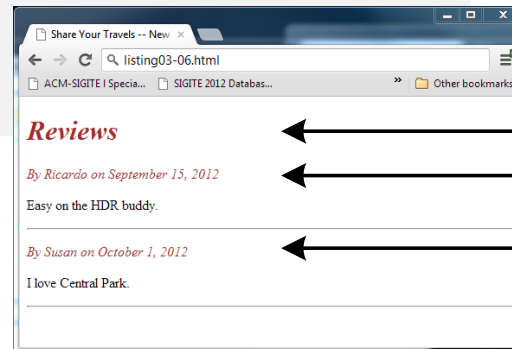 Share Your Travels -- New
listing03-06.html
ACM-SIGITE I Specia... SIGITE 2012 Databas... » Other bookmarks
Reviews
By Ricardo on September 15, 2012
Easy on the HDR buddy.
By Susan on October 1, 2012
I love Central Park.